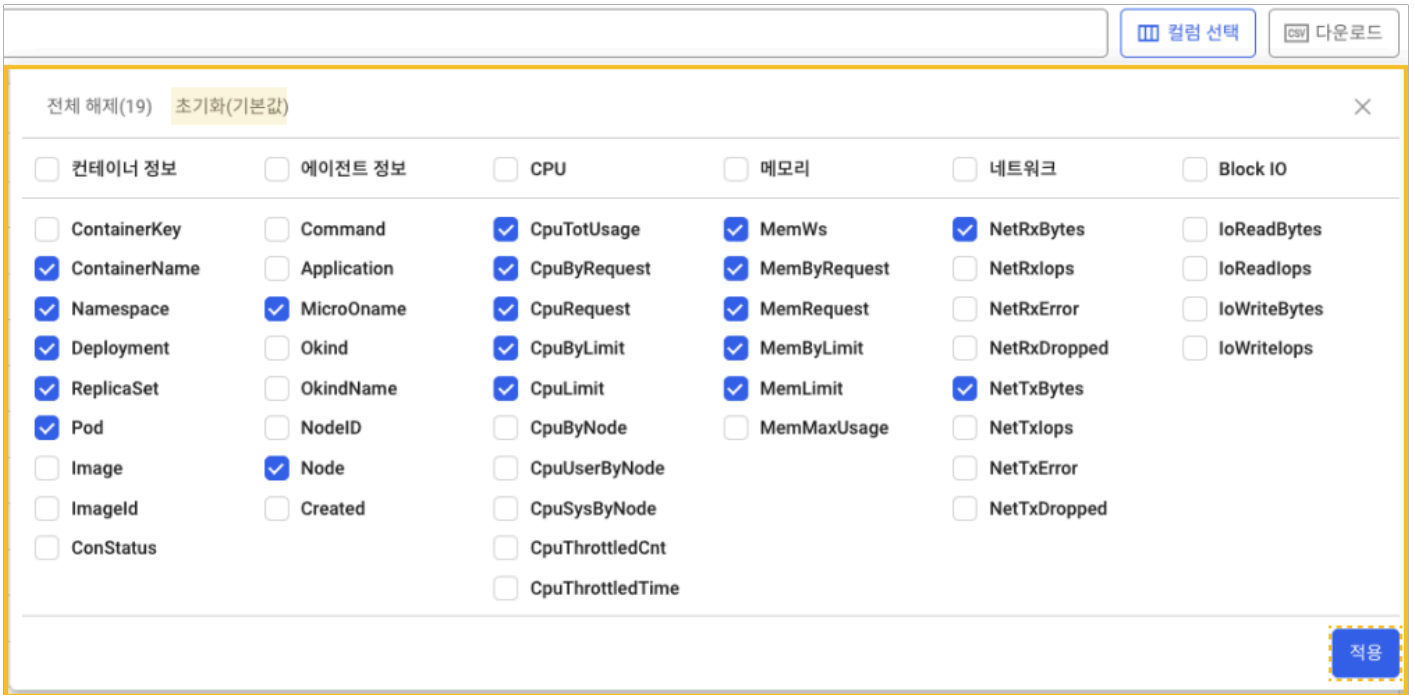 컬럼 선택 CSV 다운로드
전체 해제(19) 초기화(기본값)
컨테이너 정보 에이전트 정보 CPU 메모리 네트워크 Block IO
ContainerKey Command CpuTotUsage MemWs NetRxBytes IoReadBytes
ContainerName Application CpuByRequest MemByRequest NetRxIops IoReadIops
Namespace MicroOname CpuRequest MemRequest NetRxError IoWriteBytes
Deployment Okind CpuByLimit MemByLimit NetRxDropped IoWriteIops
ReplicaSet OkindName CpuLimit MemLimit NetTxBytes
Pod NodeID CpuByNode MemMaxUsage NetTxIops
Image Node CpuUserByNode NetTxError
ImageId Created CpuSysByNode NetTxDropped
ConStatus CpuThrottledCnt
CpuThrottledTime
적용